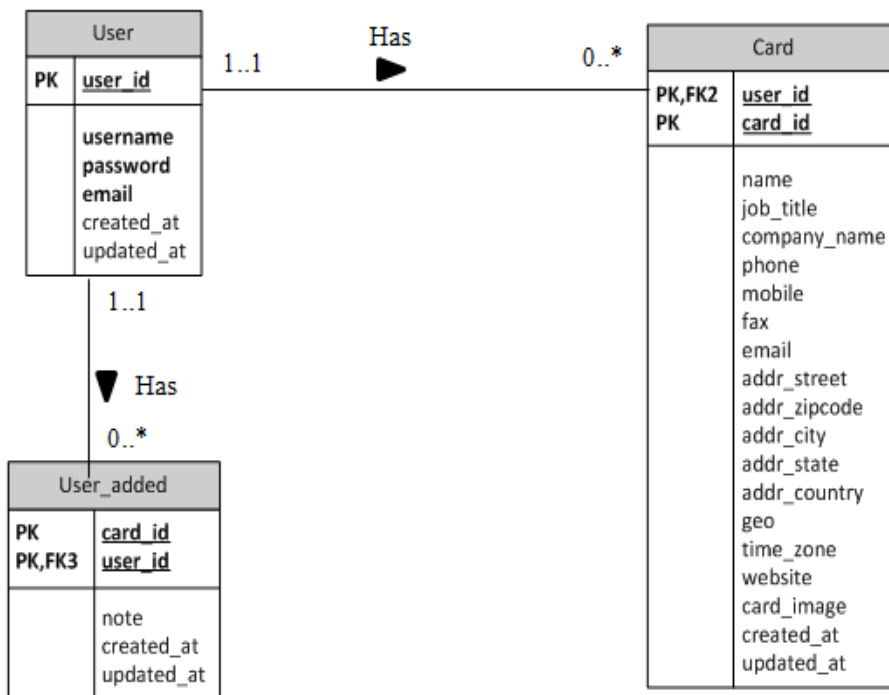 User
PK user_id
username
password
email
created_at
updated_at
1..1
Has
0..*
Card
PK,FK2 user_id
PK card_id
name
job_title
company_name
phone
mobile
fax
email
addr_street
addr_zipcode
addr_city
addr_state
addr_country
geo
time_zone
website
card_image
created_at
updated_at
1..1
Has
0..*
User_added
PK card_id
PK,FK3 user_id
note
created_at
updated_at